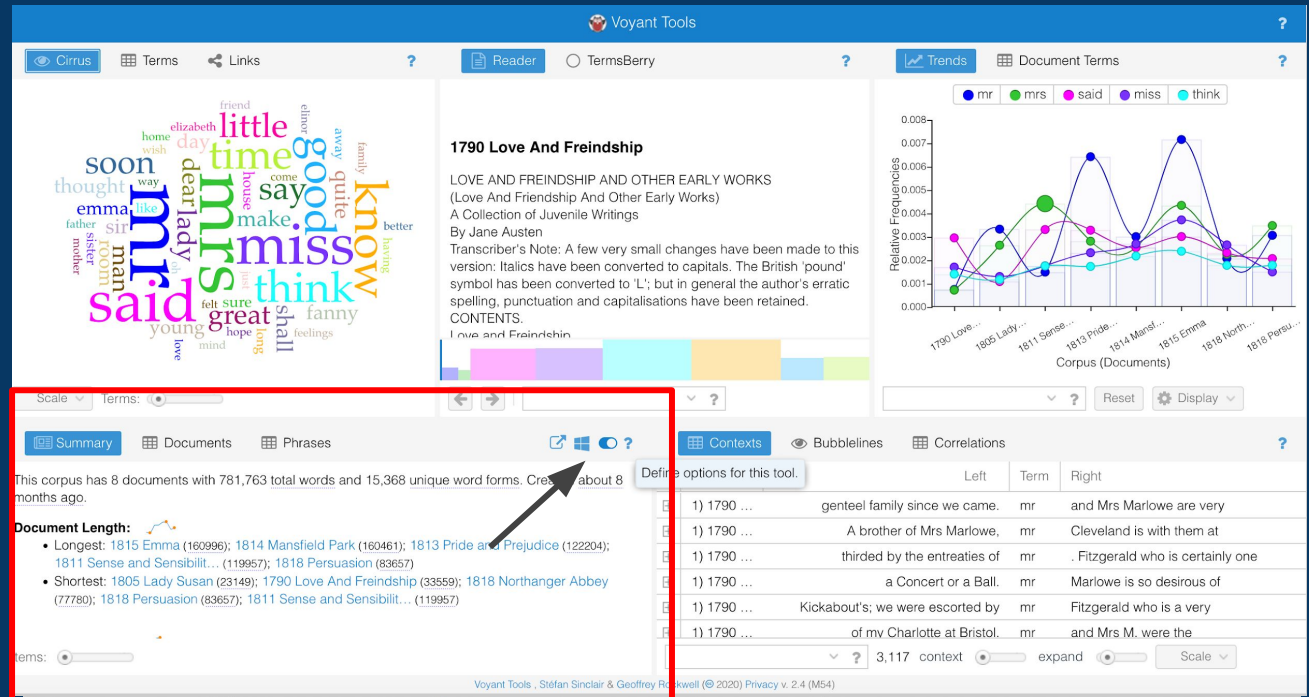 Voyant Tools ?
Cirrus Terms Links ?
Reader TermsBerry ?
Trends Document Terms ?
friend
elinor
elizabeth little
home day away
wish time good family
soon dear come
thought way house say quite know
emma like mr mrs lady make better
father sir miss having
sister room man
mother oh just think
said felt sure
young great shall fanny
hope long feelings
love mind
1790 Love And Freindship
LOVE AND FREINDSHIP AND OTHER EARLY WORKS
(Love And Friendship And Other Early Works)
A Collection of Juvenile Writings
By Jane Austen
Transcriber's Note: A few very small changes have been made to this
version: Italics have been converted to capitals. The British 'pound'
symbol has been converted to 'L'; but in general the author's erratic
spelling, punctuation and capitalisations have been retained.
CONTENTS.
Love and Freindship
mr mrs said miss think
0.008
0.007
0.006
0.005
0.004
0.003
0.002
0.001
0.000
Relative Frequencies
1790 Love... 1805 Lady... 1811 Sense... 1813 Pride... 1814 Mansf... 1815 Emma 1818 North... 1818 Persu...
Corpus (Documents)
Scale Terms:
?
? Reset Display
Summary Documents Phrases ?
This corpus has 8 documents with 781,763 total words and 15,368 unique word forms. about 8
months ago.
Document Length:
• Longest: 1815 Emma (160996); 1814 Mansfield Park (160461); 1813 Pride and Prejudice (122204);
1811 Sense and Sensibilit... (119957); 1818 Persuasion (83657)
• Shortest: 1805 Lady Susan (23149); 1790 Love And Freindship (33559); 1818 Northanger Abbey
(77780); 1818 Persuasion (83657); 1811 Sense and Sensibilit... (119957)
Contexts Bubblelines Correlations ?
Define options for this tool.
Left Term Right
1) 1790 ... genteel family since we came. mr and Mrs Marlowe are very
1) 1790 ... A brother of Mrs Marlowe, mr Cleveland is with them at
1) 1790 ... thirded by the entreaties of mr . Fitzgerald who is certainly one
1) 1790 ... a Concert or a Ball. mr Marlowe is so desirous of
1) 1790 ... Kickabout's; we were escorted by mr Fitzgerald who is a very
1) 1790 ... of my Charlotte at Bristol. mr and Mrs M. were the
? 3,117 context expand Scale
Voyant Tools , Stéfan Sinclair & Geoffrey Rockwell (© 2020) Privacy v. 2.4 (M54)